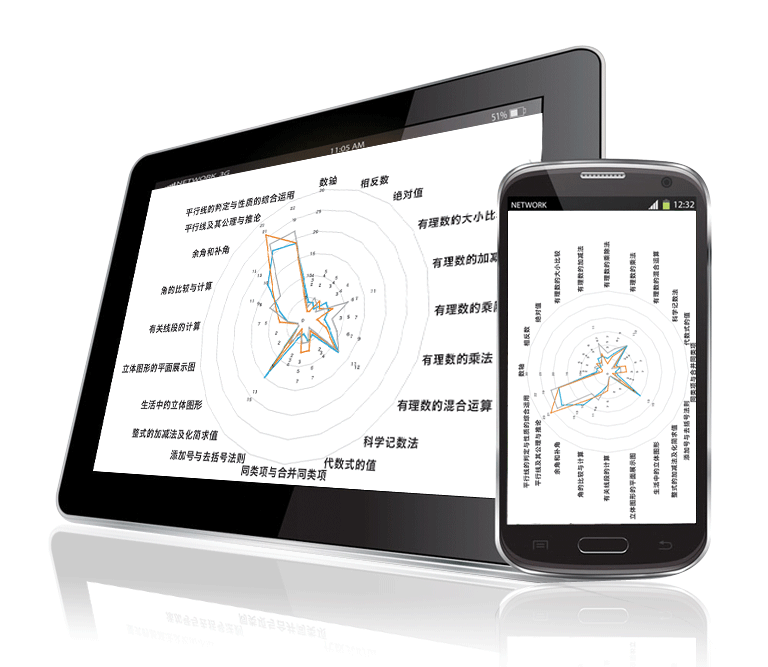 NETWORK 3G
11:05 AM
51%
数轴
相反数
绝对值
有理数的大小比
有理数的加减
有理数的乘
有理数的乘法
有理数的混合运算
科学记数法
代数式的值
同类项与合并同类项
添加号与去括号法则
整式的加减法及化简求值
生活中的立体图形
立体图形的平面展示图
有关线段的计算
角的比较与计算
余角和补角
平行线及其公理与推论
平行线的判定与性质的综合运用
NETWORK
12:32
数轴
相反数
绝对值
有理数的大小比较
有理数的加减法
有理数的乘除法
有理数的乘法
有理数的混合运算
科学记数法
代数式的值
同类项与合并同类项
添加号与去括号法则
整式的加减法及化简求值
生活中的立体图形
立体图形的平面展示图
有关线段的计算
角的比较与计算
余角和补角
平行线及其公理与推论
平行线的判定与性质的综合运用